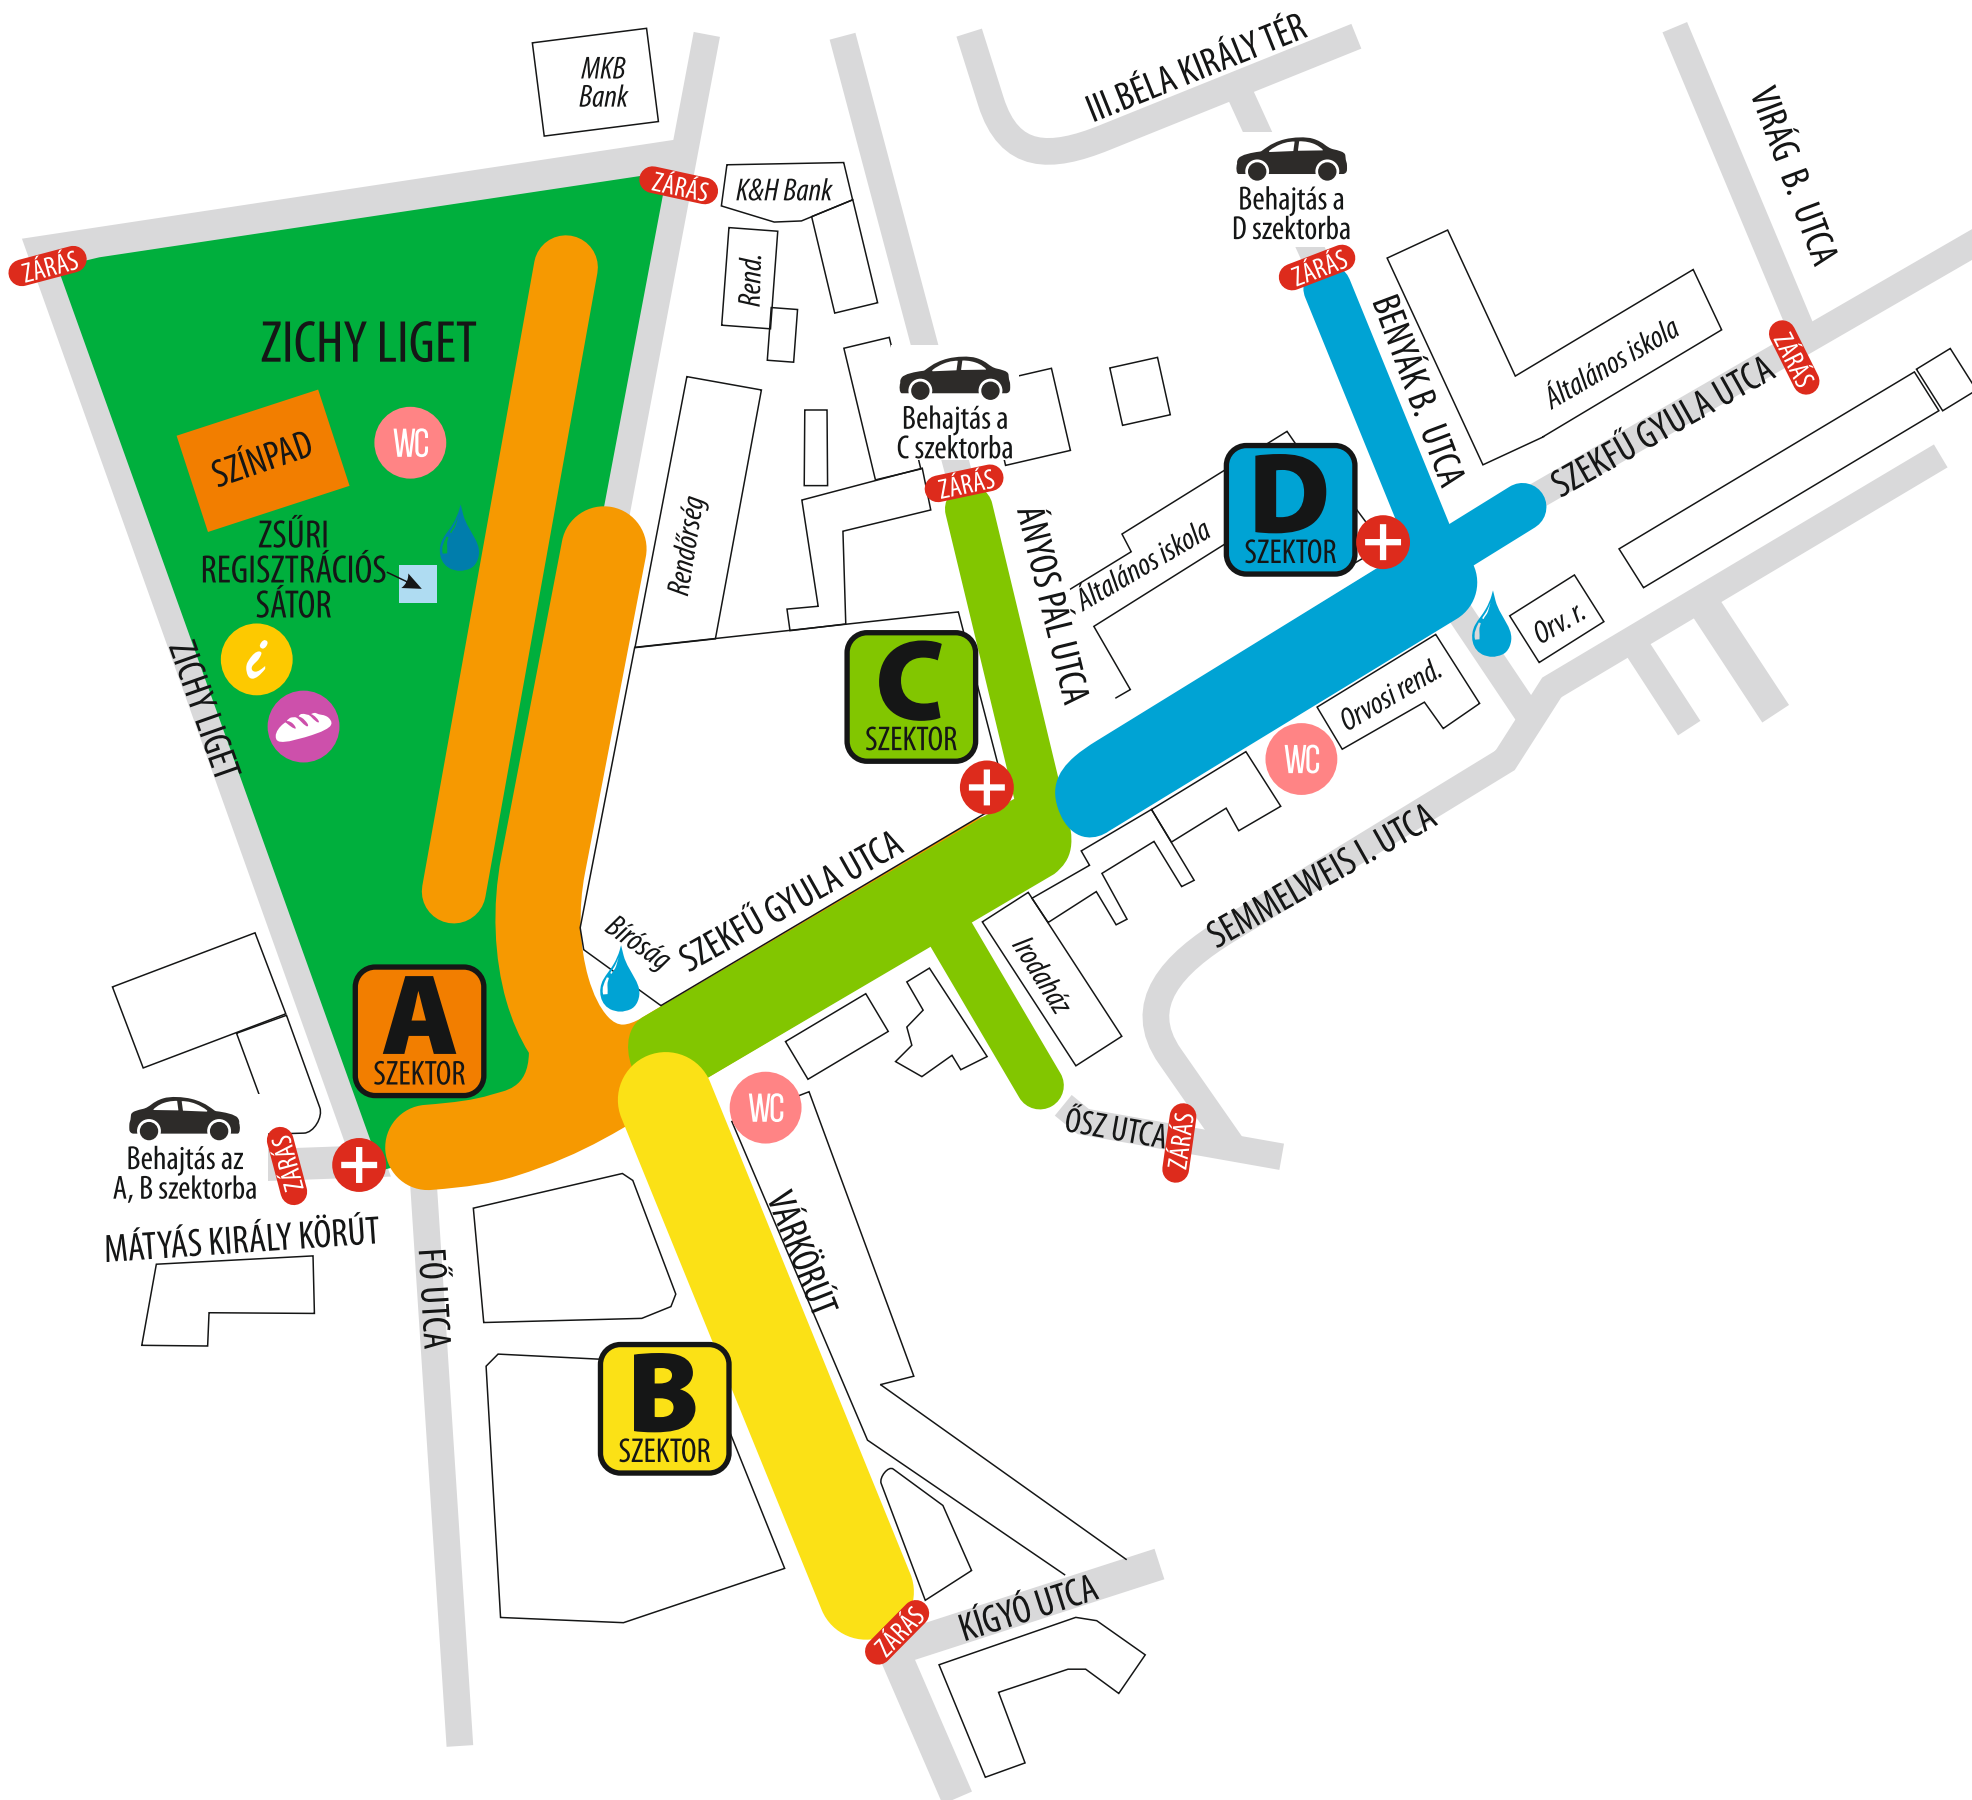 MKB
Bank
III.BÉLA KIRÁLY TÉR
VIRÁG B. UTCA
ZÁRÁS
K&H Bank
Behajtás a
D szektorba
ZÁRÁS
ZÁRÁS
Rend.
ZICHY LIGET
BENYÁK B. UTCA
Általános iskola
ZÁRÁS
SZÍNPAD
WC
Behajtás a
C szektorba
ZÁRÁS
SZEKFŰ GYULA UTCA
D
SZEKTOR
ZSŰRI
REGISZTRÁCIÓS
SÁTOR
Rendőrség
ÁNYOS PÁL UTCA
Általános iskola
i
ZICHY LIGET
C
SZEKTOR
Orv. r.
Orvosi rend.
WC
SZEKFŰ GYULA UTCA
SEMMELWEIS I. UTCA
Bíróság
Irodaház
A
SZEKTOR
WC
ŐSZ UTCA
ZÁRÁS
Behajtás az
A, B szektorba
ZÁRÁS
MÁTYÁS KIRÁLY KÖRÚT
FŐ UTCA
VÁRKÖRÚT
B
SZEKTOR
KÍGYÓ UTCA
ZÁRÁS